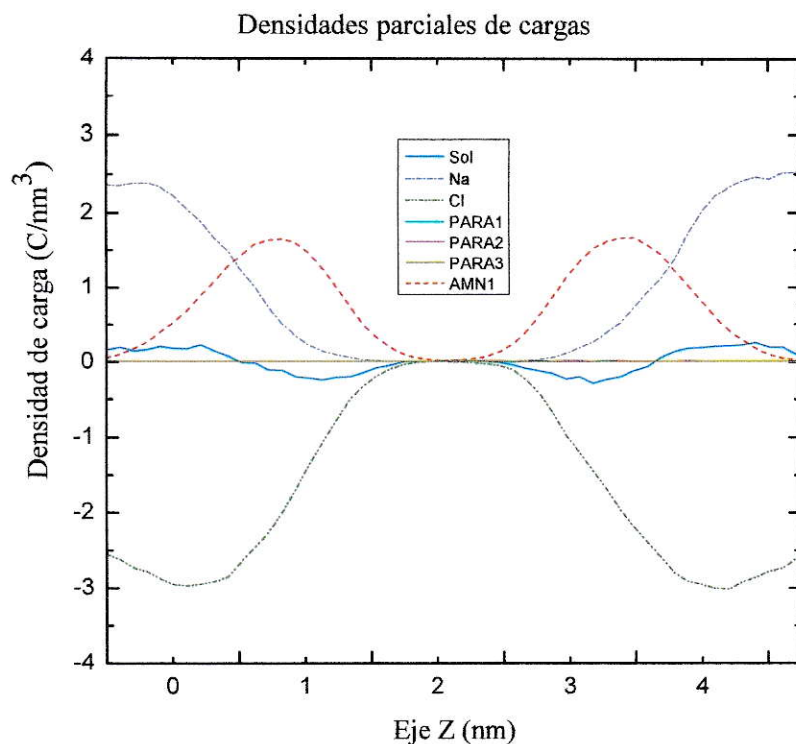 Densidades parciales de cargas
4
3
2
1
0
-1
-2
-3
-4
Densidad de carga (C/nm³)
Sol
Na
Cl
PARA1
PARA2
PARA3
AMN1
0 1 2 3 4
Eje Z (nm)